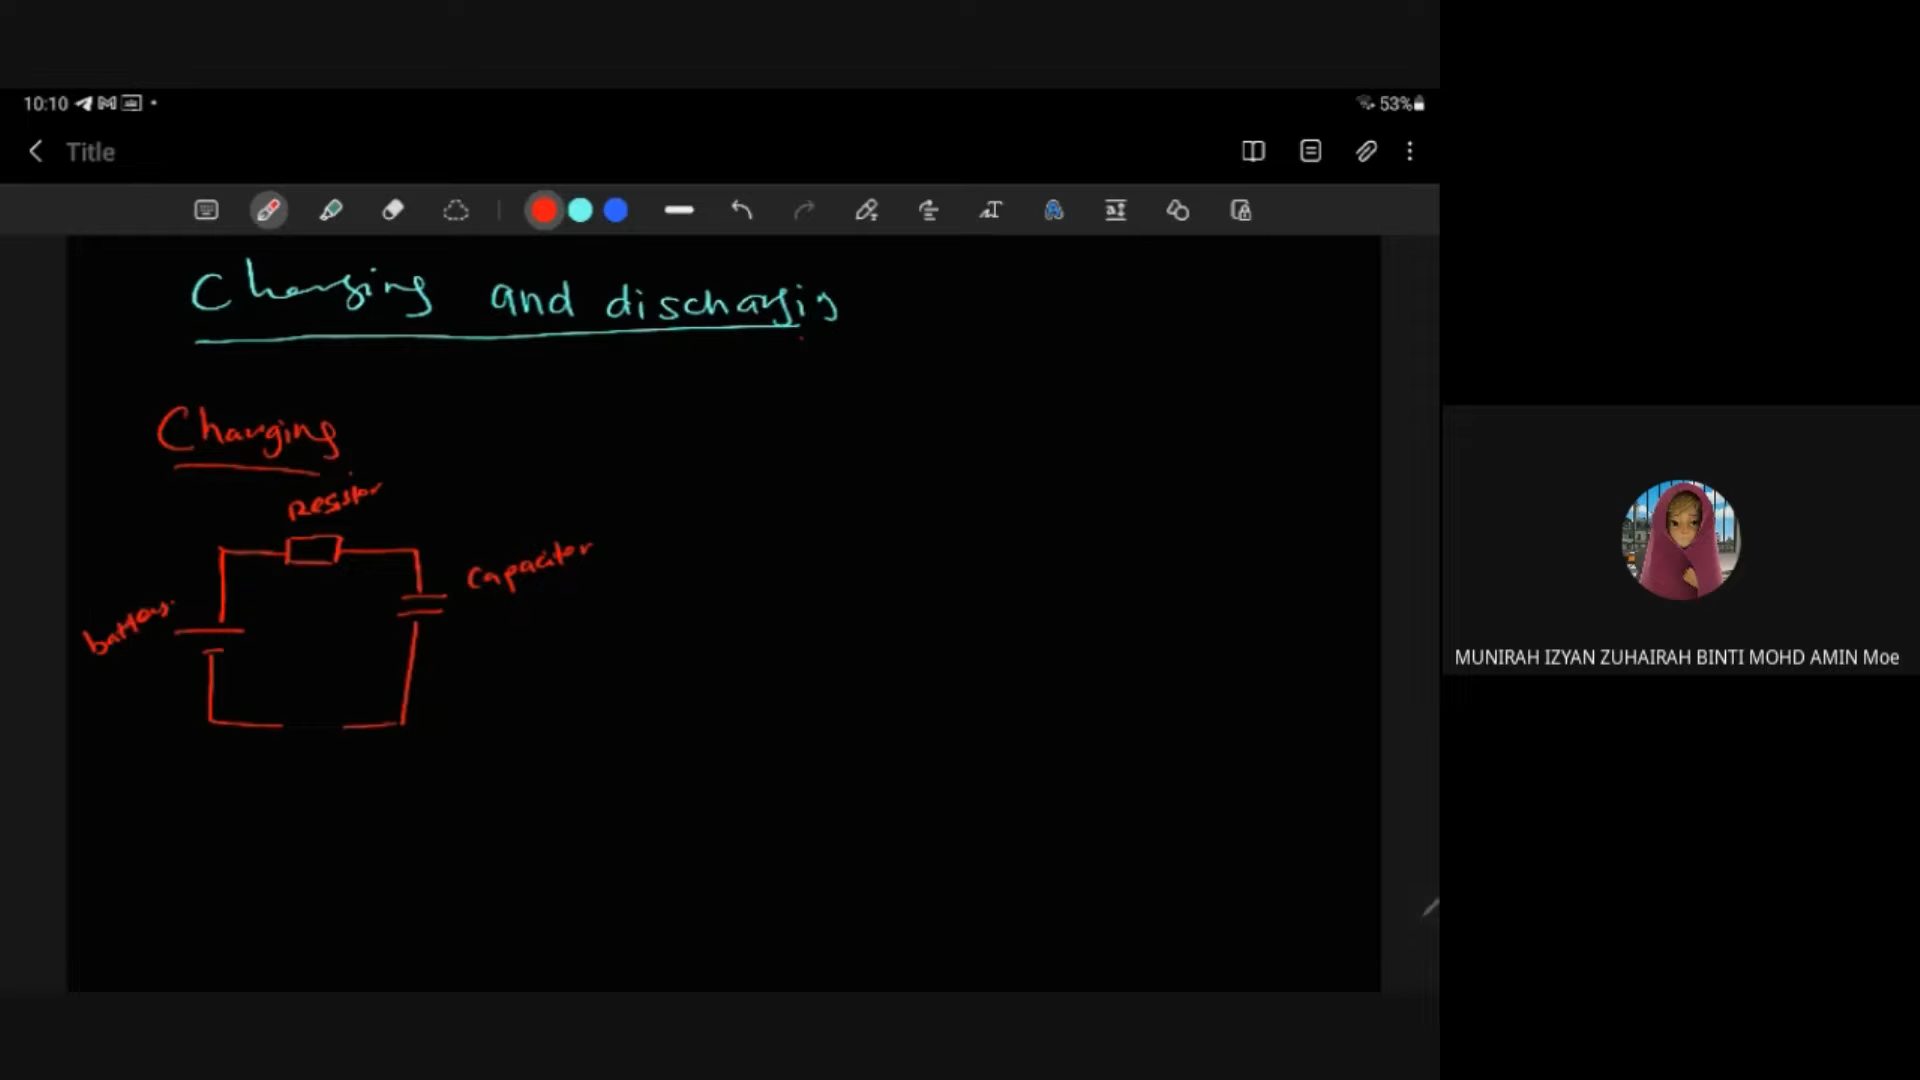 10:10
53%
Title
Charging and discharging
Charging
Resistor
Capacitor
battery
MUNIRAH IZYAN ZUHAIRAH BINTI MOHD AMIN Moe